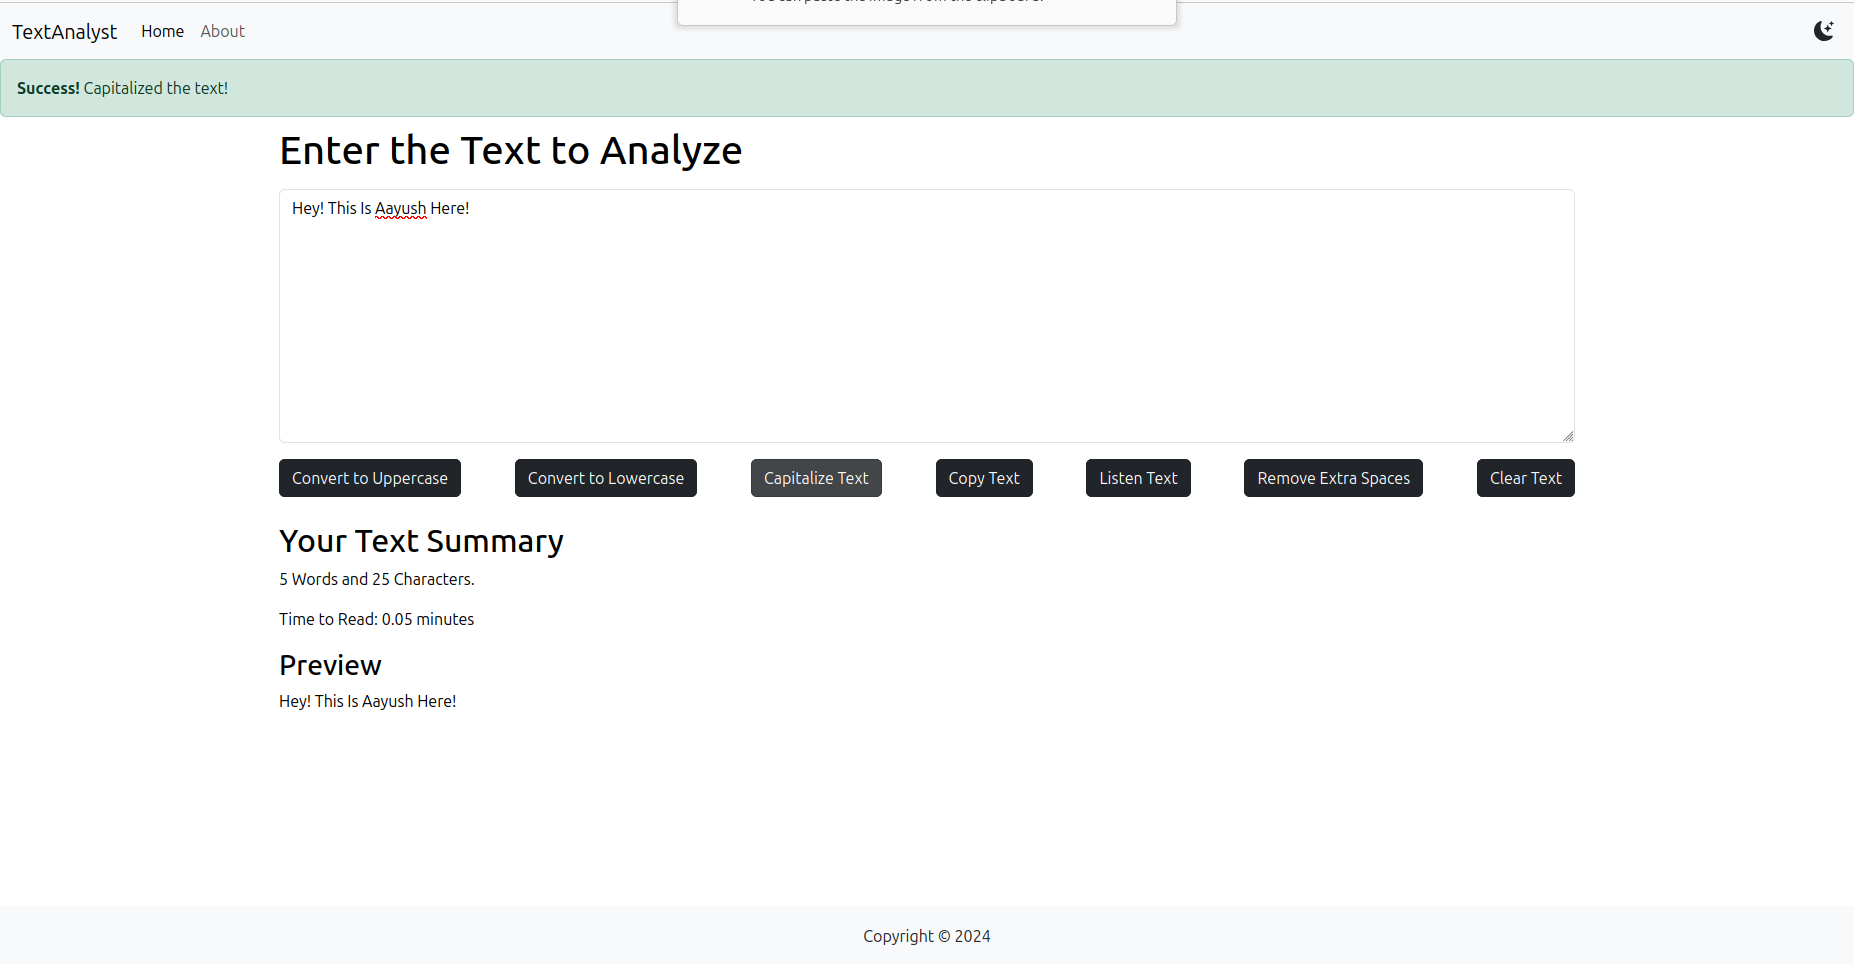 TextAnalyst Home About
Success! Capitalized the text!
Enter the Text to Analyze
Hey! This Is Aayush Here!
Convert to Uppercase Convert to Lowercase Capitalize Text Copy Text Listen Text Remove Extra Spaces Clear Text
Your Text Summary
5 Words and 25 Characters.
Time to Read: 0.05 minutes
Preview
Hey! This Is Aayush Here!
Copyright © 2024